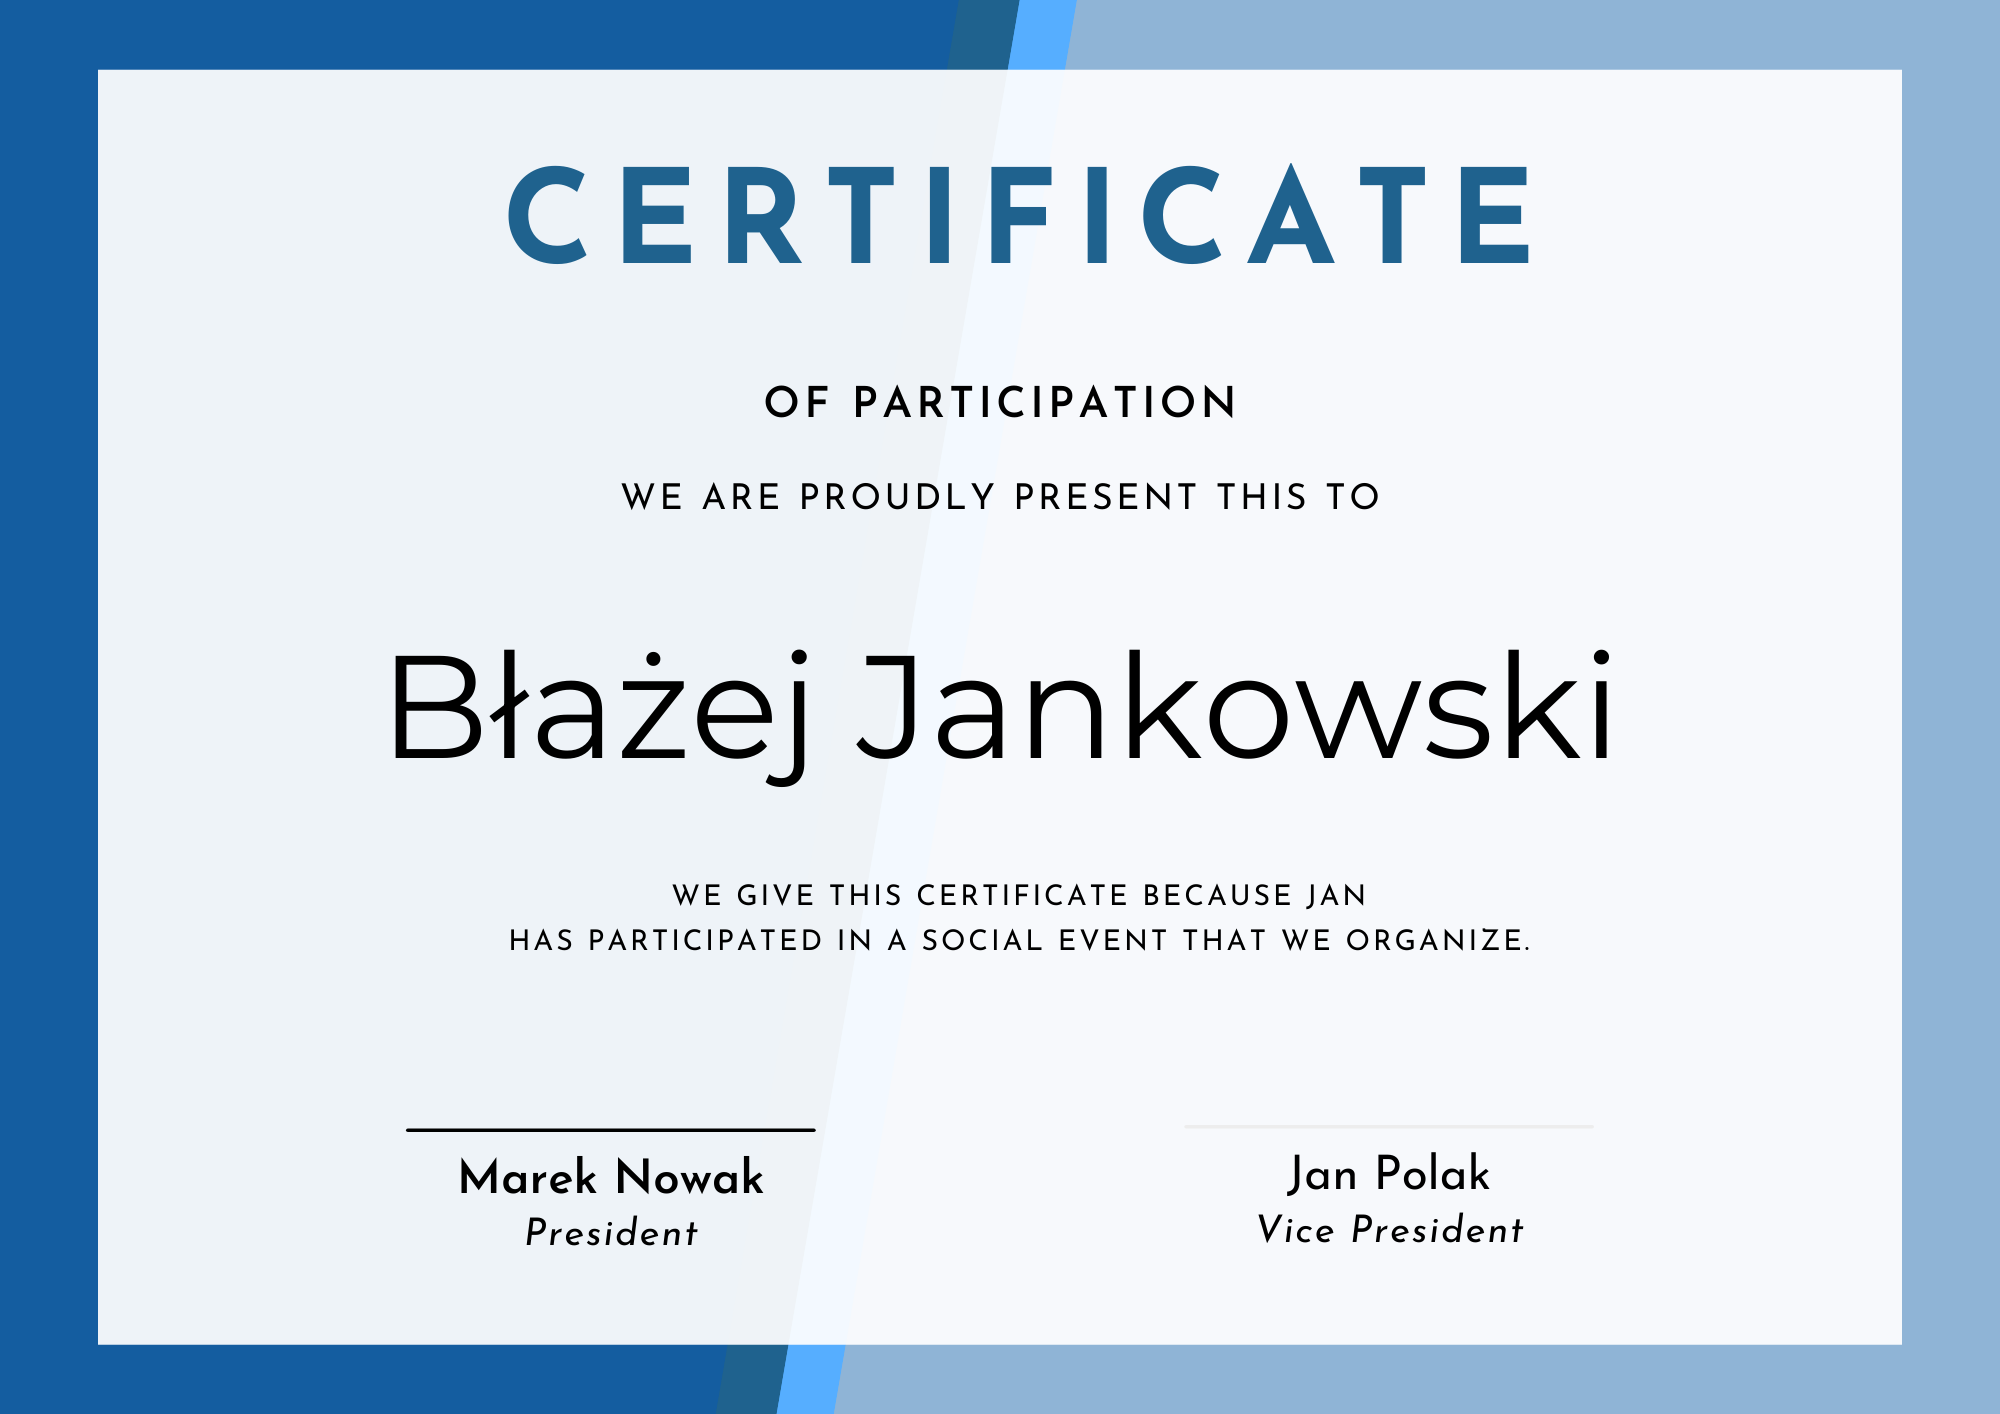 CERTIFICATE
OF PARTICIPATION
WE ARE PROUDLY PRESENT THIS TO
Błażej Jankowski
WE GIVE THIS CERTIFICATE BECAUSE JAN
HAS PARTICIPATED IN A SOCIAL EVENT THAT WE ORGANIZE.
Marek Nowak
President
Jan Polak
Vice President